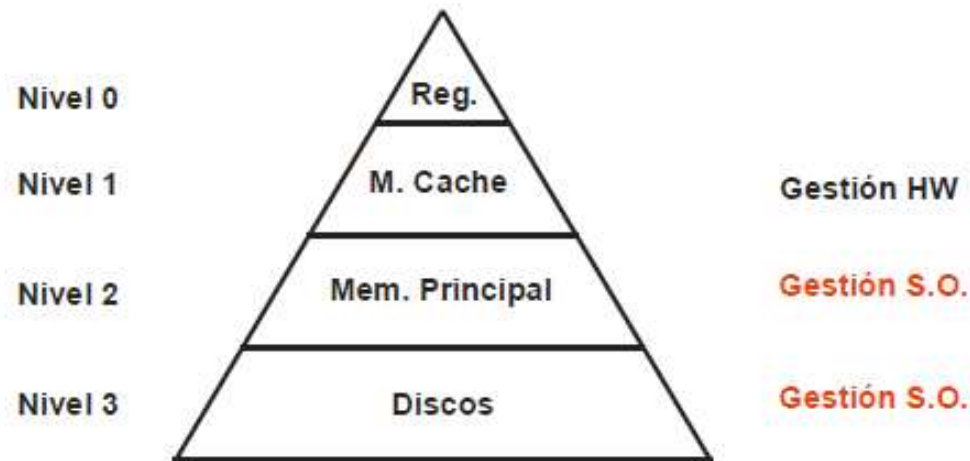 Nivel 0
Reg.
Nivel 1
M. Cache
Gestión HW
Nivel 2
Mem. Principal
Gestión S.O.
Nivel 3
Discos
Gestión S.O.